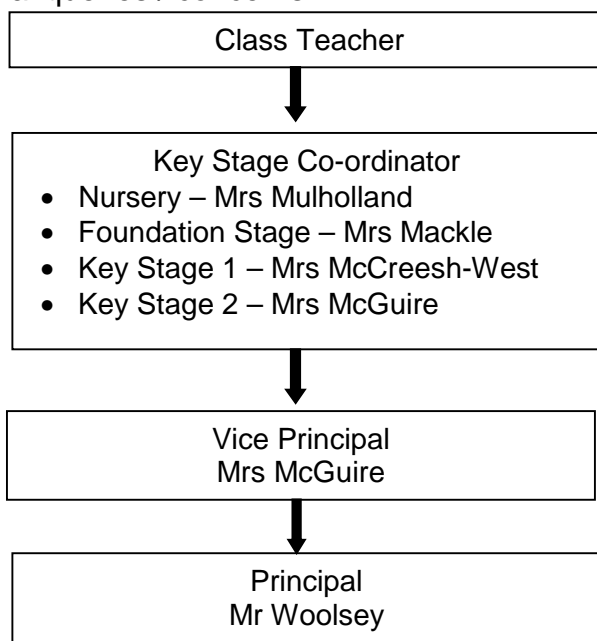 Class Teacher
Key Stage Co-ordinator
• Nursery – Mrs Mulholland
• Foundation Stage – Mrs Mackle
• Key Stage 1 – Mrs McCreesh-West
• Key Stage 2 – Mrs McGuire
Vice Principal
Mrs McGuire
Principal
Mr Woolsey